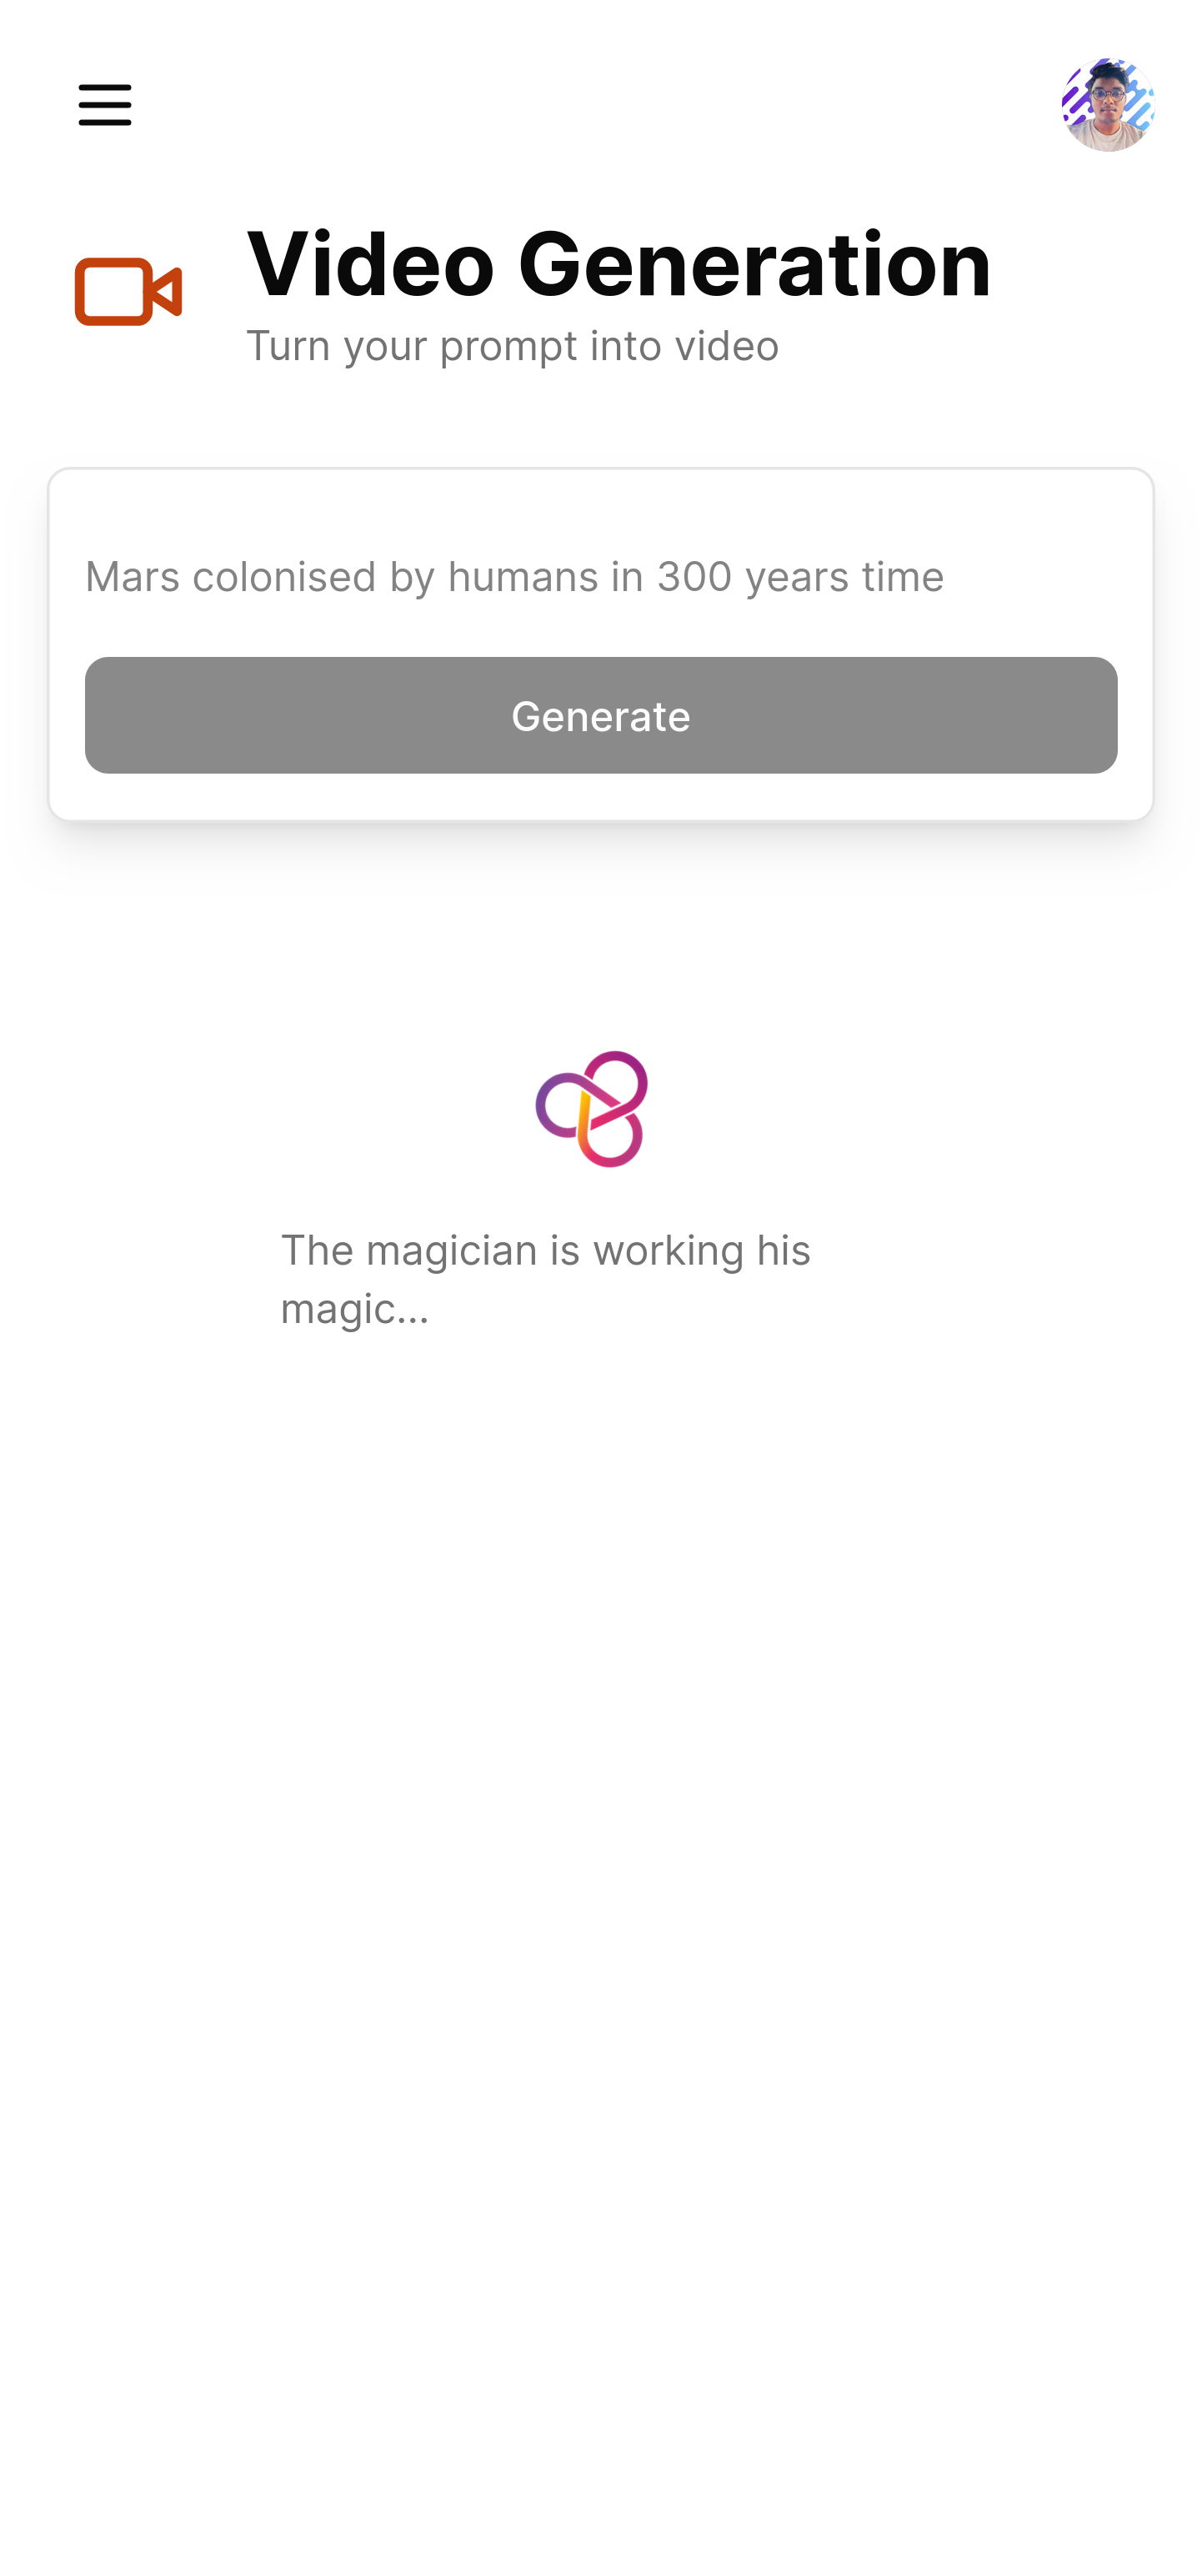 Video Generation
Turn your prompt into video
Mars colonised by humans in 300 years time
Generate
The magician is working his
magic...